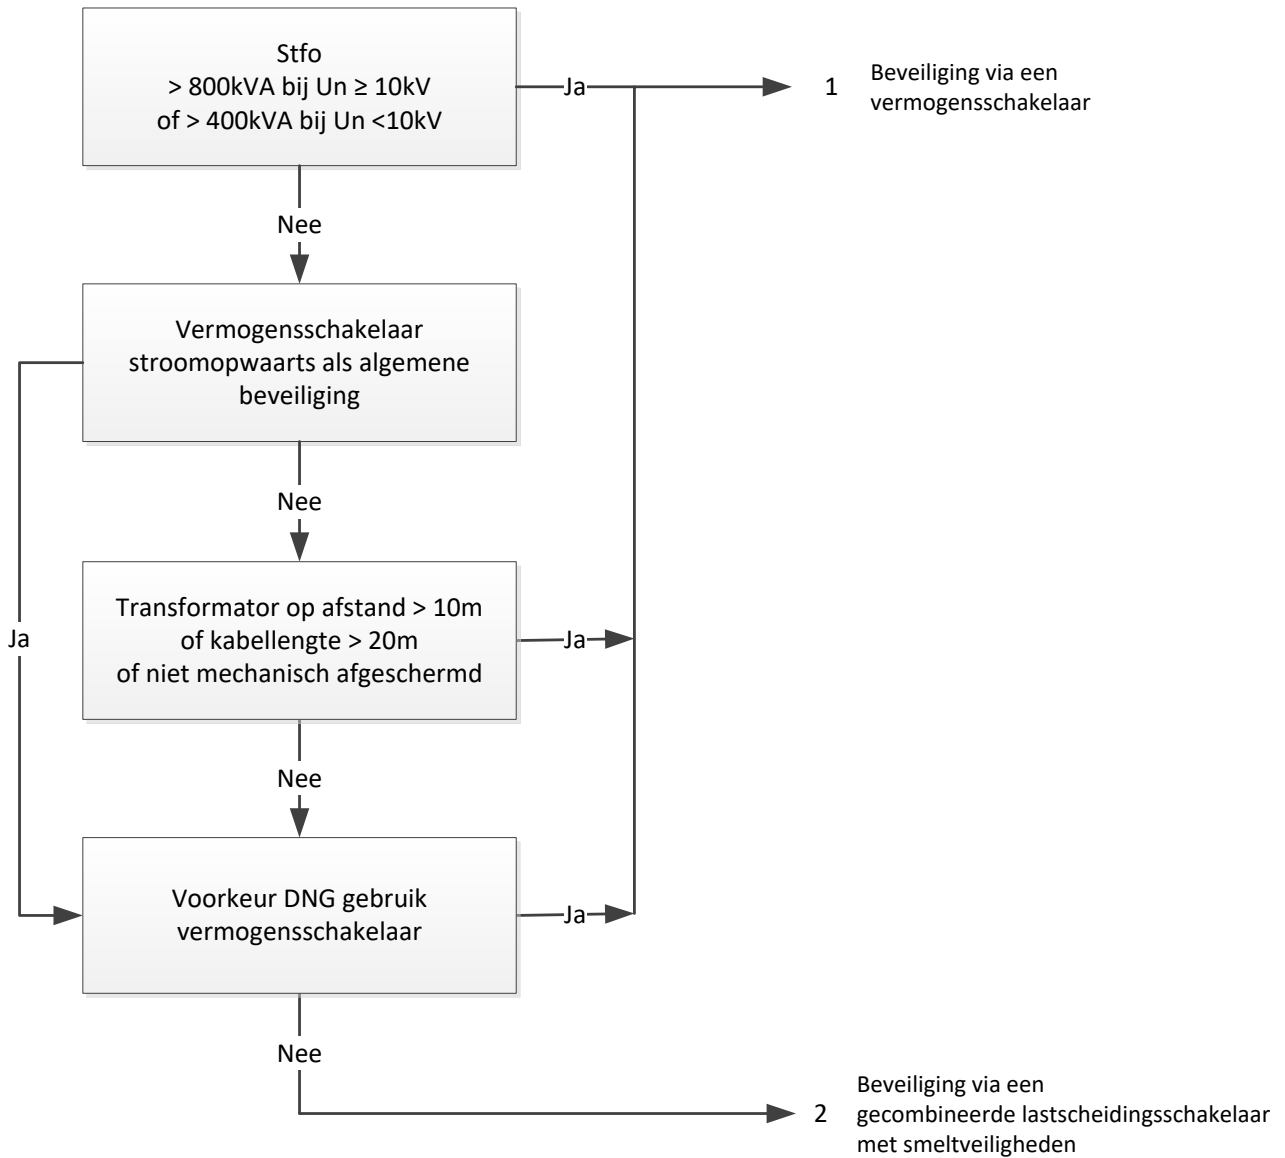 Stfo
> 800kVA bij Un ≥ 10kV
of > 400kVA bij Un <10kV
Ja
1
Beveiliging via een
vermogensschakelaar
Nee
Vermogensschakelaar
stroomopwaarts als algemene
beveiliging
Nee
Ja
Transformator op afstand > 10m
of kabellengte > 20m
of niet mechanisch afgeschermd
Ja
Nee
Voorkeur DNG gebruik
vermogensschakelaar
Ja
Nee
2
Beveiliging via een
gecombineerde lastscheidingsschakelaar
met smeltveiligheden